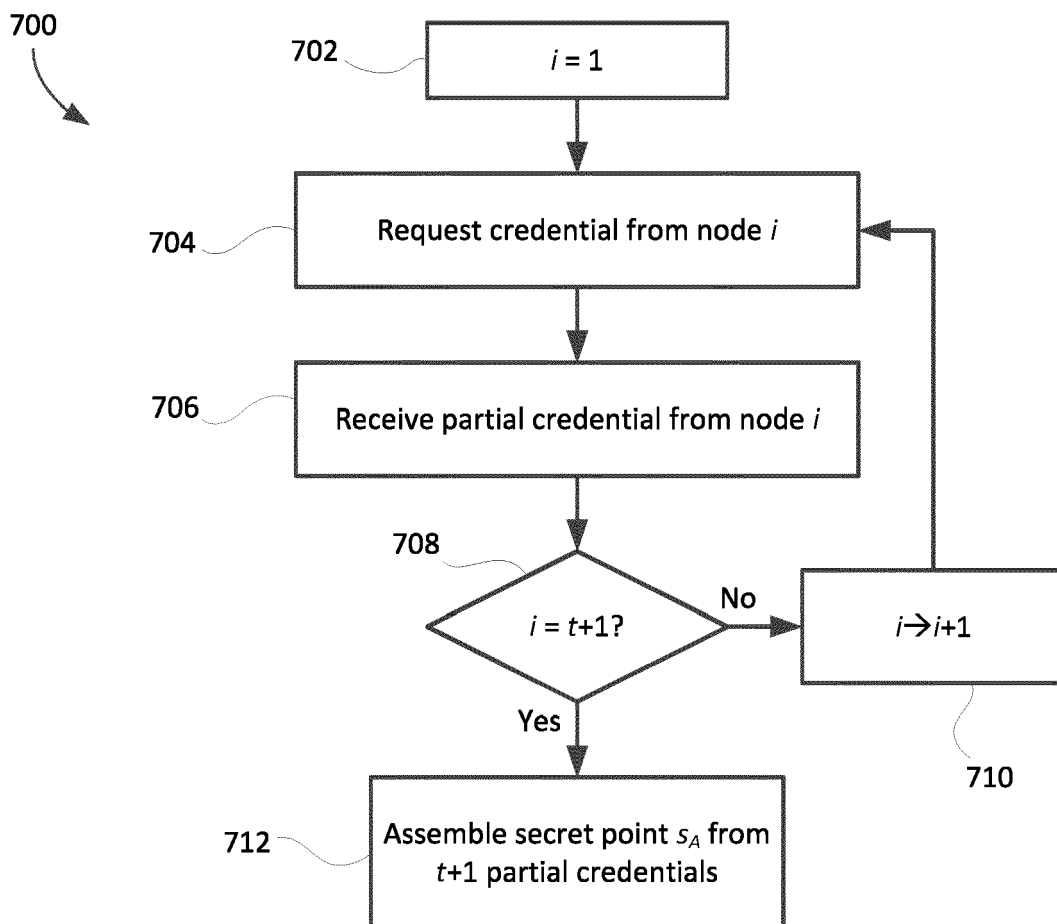 700
702
i = 1
704
Request credential from node i
706
Receive partial credential from node i
708
i = t+1?
No
i→i+1
Yes
710
712
Assemble secret point sA from
t+1 partial credentials